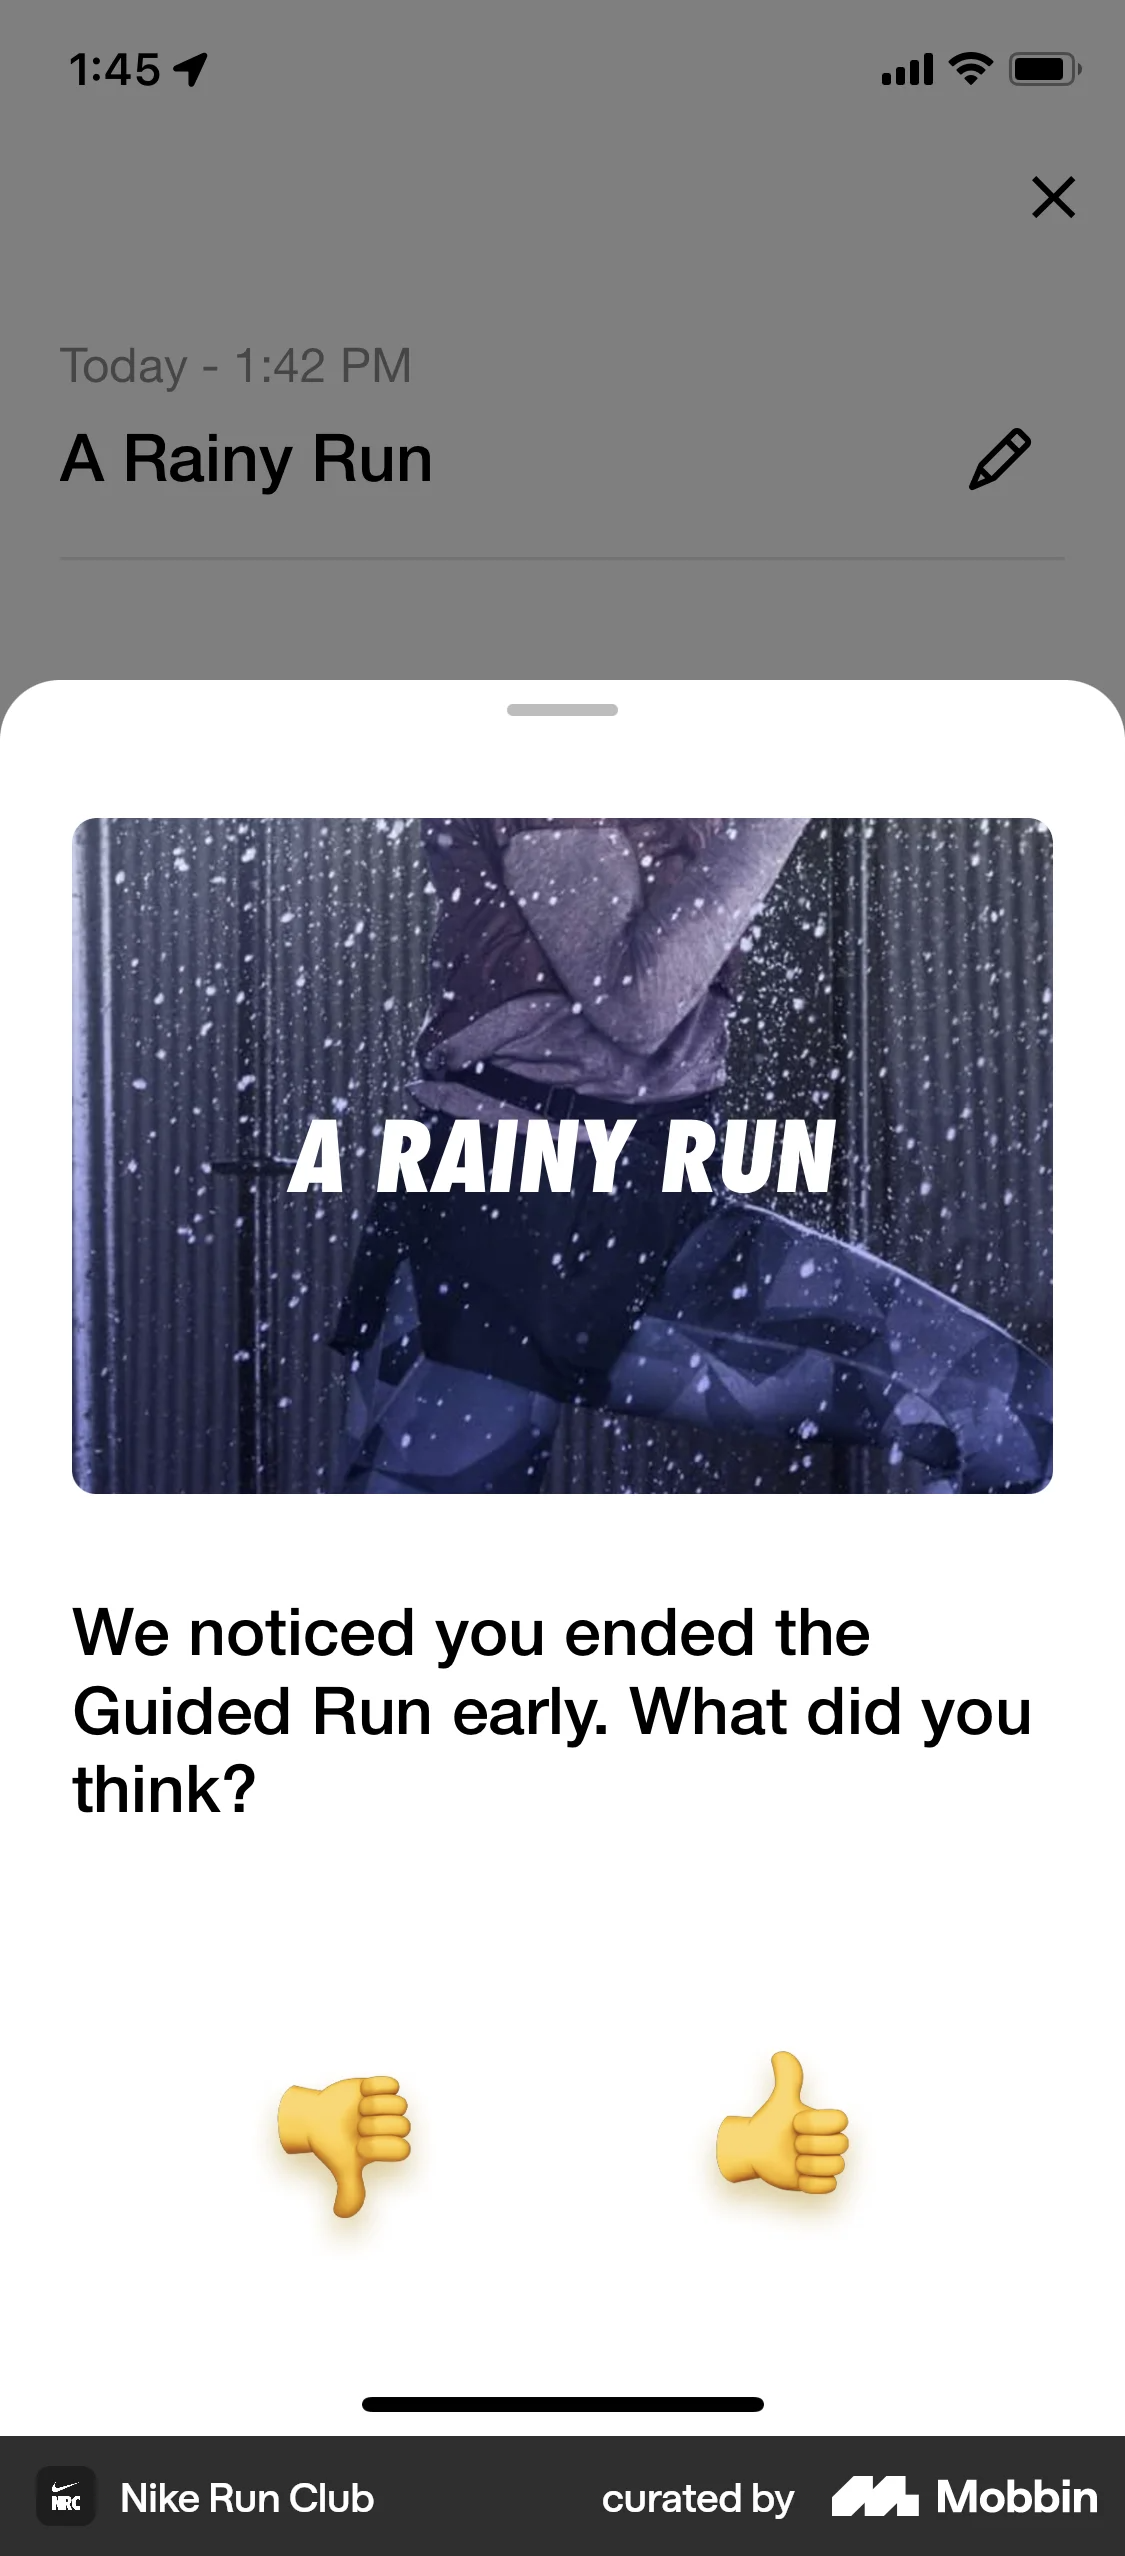 1:45
Today - 1:42 PM
A Rainy Run
A RAINY RUN
We noticed you ended the
Guided Run early. What did you
think?
NRC
Nike Run Club
curated by
Mobbin